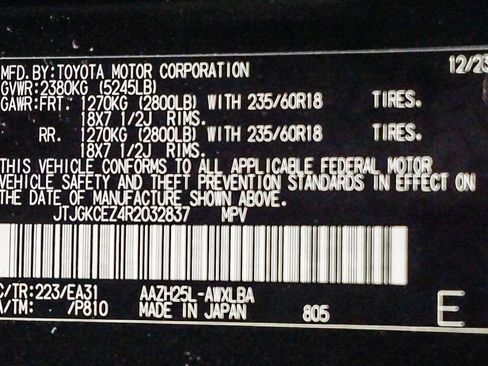 MFD. BY: TOYOTA MOTOR CORPORATION 12/23
GVWR: 2380KG (5245LB)
GAWR: FRT. 1270KG (2800LB) WITH 235/60R18 TIRES.
18X7 1/2J RIMS.
RR. 1270KG (2800LB) WITH 235/60R18 TIRES.
18X7 1/2J RIMS.
THIS VEHICLE CONFORMS TO ALL APPLICABLE FEDERAL MOTOR
VEHICLE SAFETY AND THEFT PREVENTION STANDARDS IN EFFECT ON
THE DATE OF MANUFACTURE SHOWN ABOVE.
JTJGKCEZ4R2032837 MPV
C/TR: 223/EA31 AAZH25L-AWXLBA
A/TM: /P810 MADE IN JAPAN 805 E